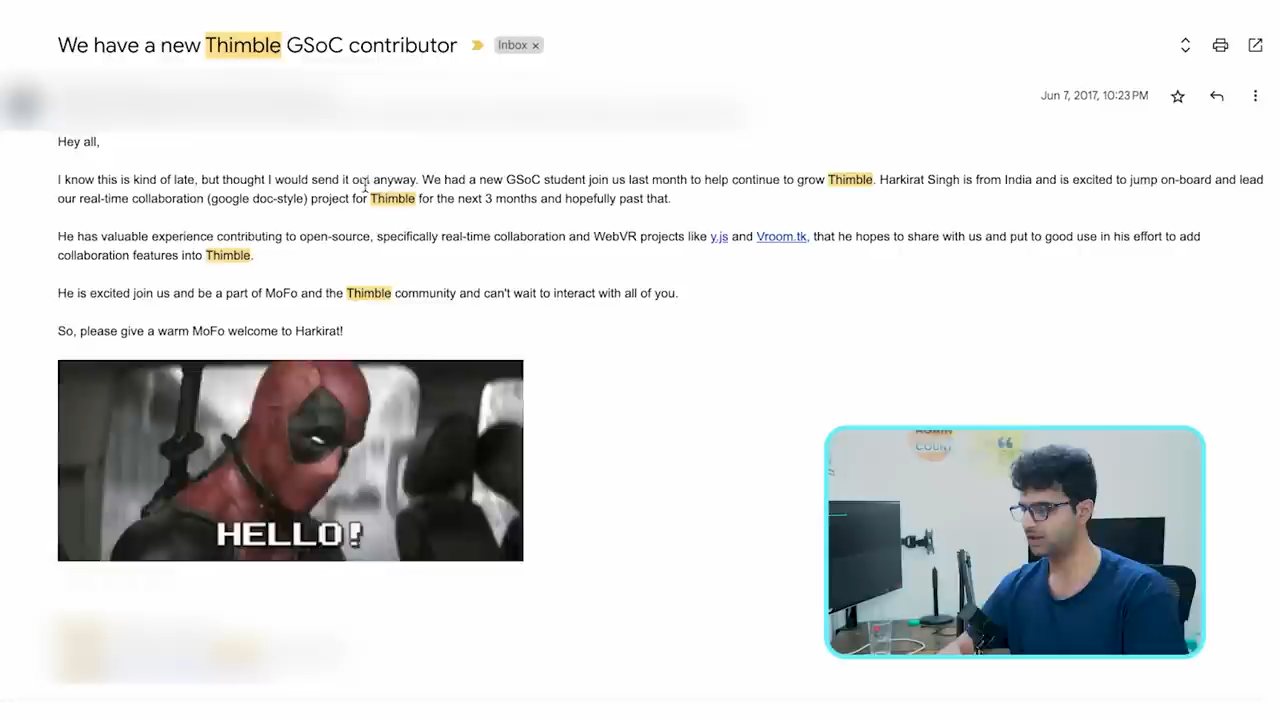 We have a new Thimble GSoC contributor
Inbox ×
Jun 7, 2017, 10:23 PM
Hey all,
I know this is kind of late, but thought I would send it out anyway. We had a new GSoC student join us last month to help continue to grow Thimble. Harkirat Singh is from India and is excited to jump on-board and lead
our real-time collaboration (google doc-style) project for Thimble for the next 3 months and hopefully past that.
He has valuable experience contributing to open-source, specifically real-time collaboration and WebVR projects like y.js and Vroom.tk, that he hopes to share with us and put to good use in his effort to add
collaboration features into Thimble.
He is excited join us and be a part of MoFo and the Thimble community and can't wait to interact with all of you.
So, please give a warm MoFo welcome to Harkirat!
HELLO!
COUNT